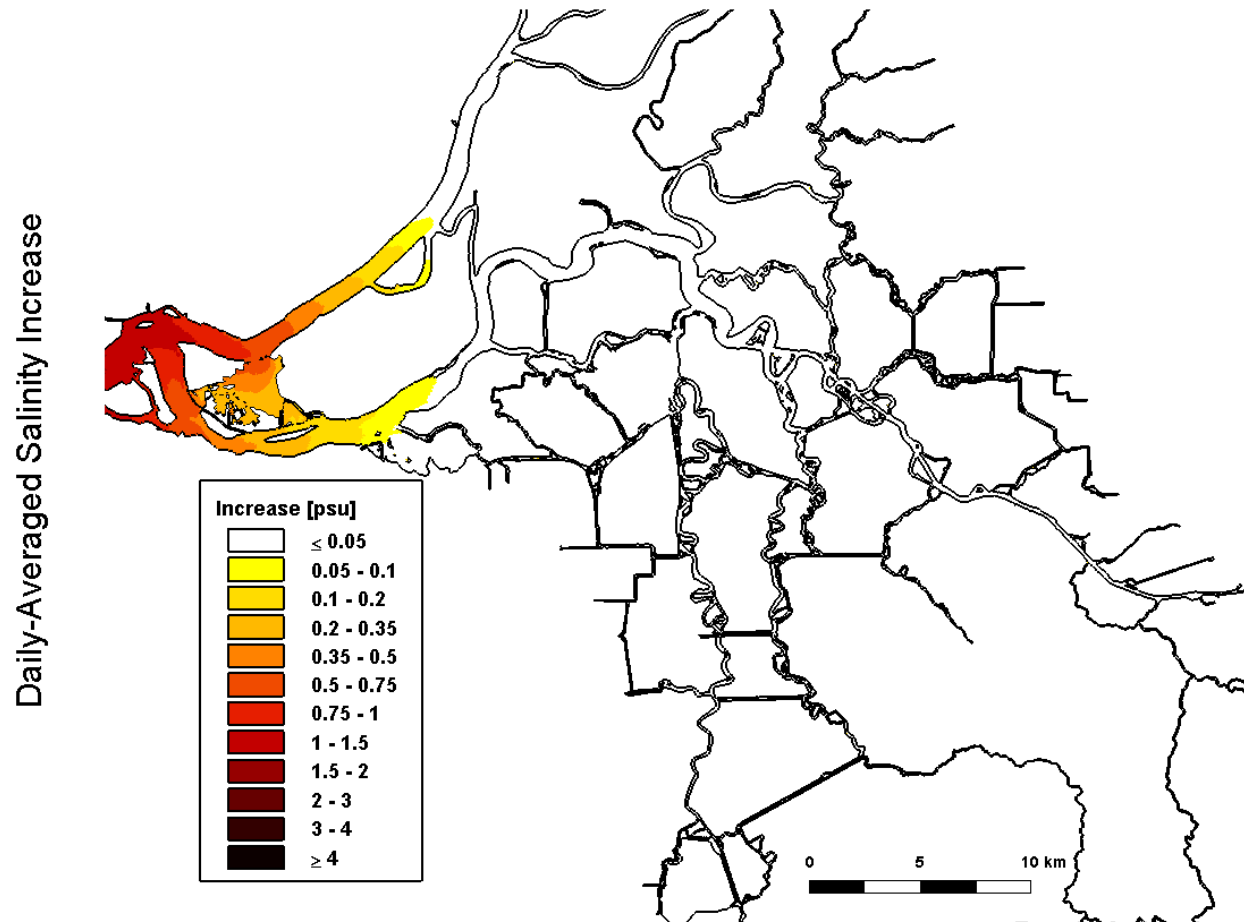 Daily-Averaged Salinity Increase
Increase [psu]
≤ 0.05
0.05 - 0.1
0.1 - 0.2
0.2 - 0.35
0.35 - 0.5
0.5 - 0.75
0.75 - 1
1 - 1.5
1.5 - 2
2 - 3
3 - 4
≥ 4
0 5 10 km